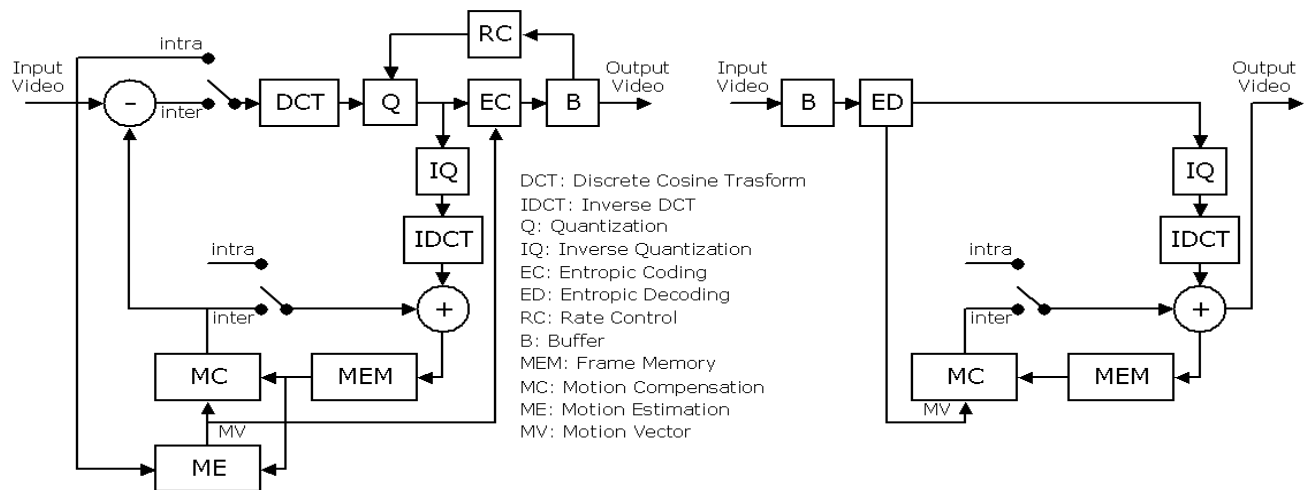 intra
RC
Input
Video
Output
Video
-
inter
DCT
Q
EC
B
IQ
IDCT
intra
+
inter
MC
MEM
MV
ME
DCT: Discrete Cosine Trasform
IDCT: Inverse DCT
Q: Quantization
IQ: Inverse Quantization
EC: Entropic Coding
ED: Entropic Decoding
RC: Rate Control
B: Buffer
MEM: Frame Memory
MC: Motion Compensation
ME: Motion Estimation
MV: Motion Vector
Input
Video
Output
Video
B
ED
IQ
IDCT
intra
+
inter
MC
MEM
MV